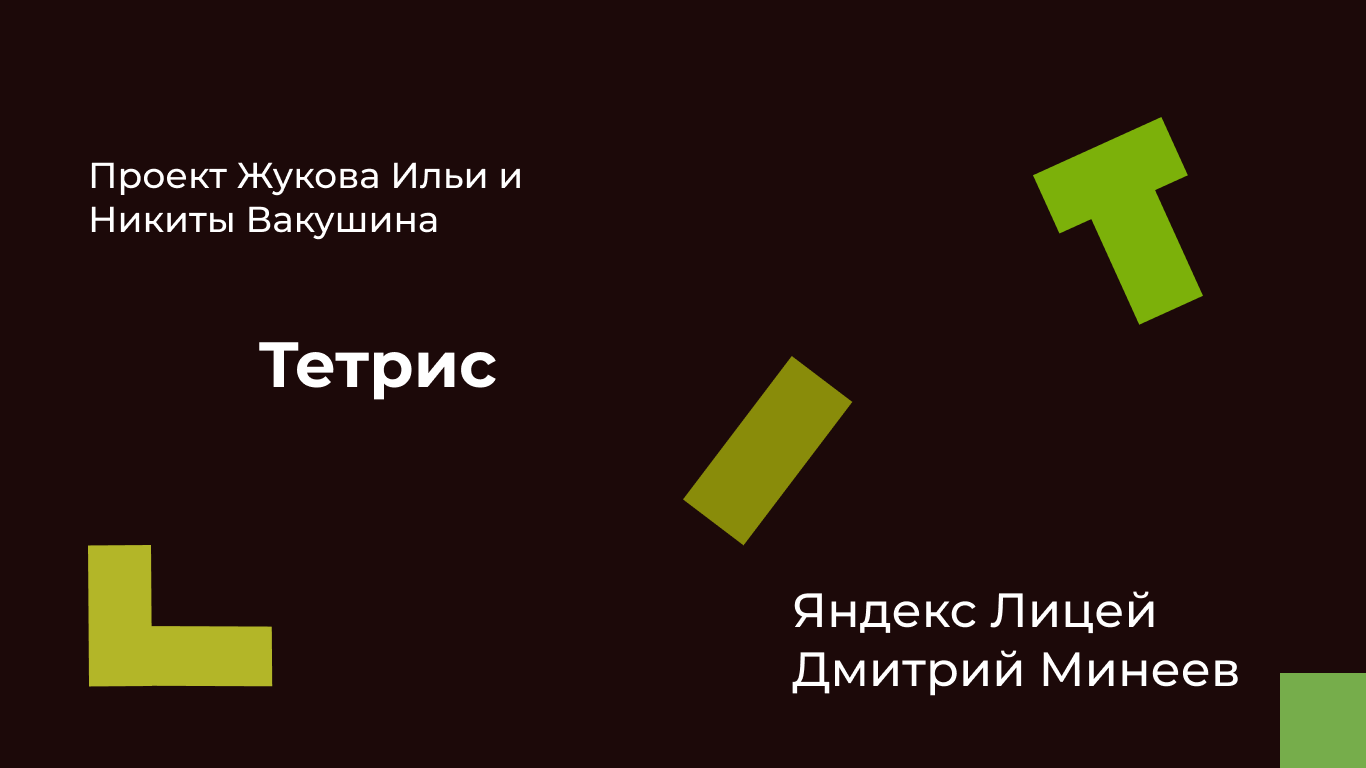 Проект Жукова Ильи и
Никиты Вакушина
Тетрис
Яндекс Лицей
Дмитрий Минеев